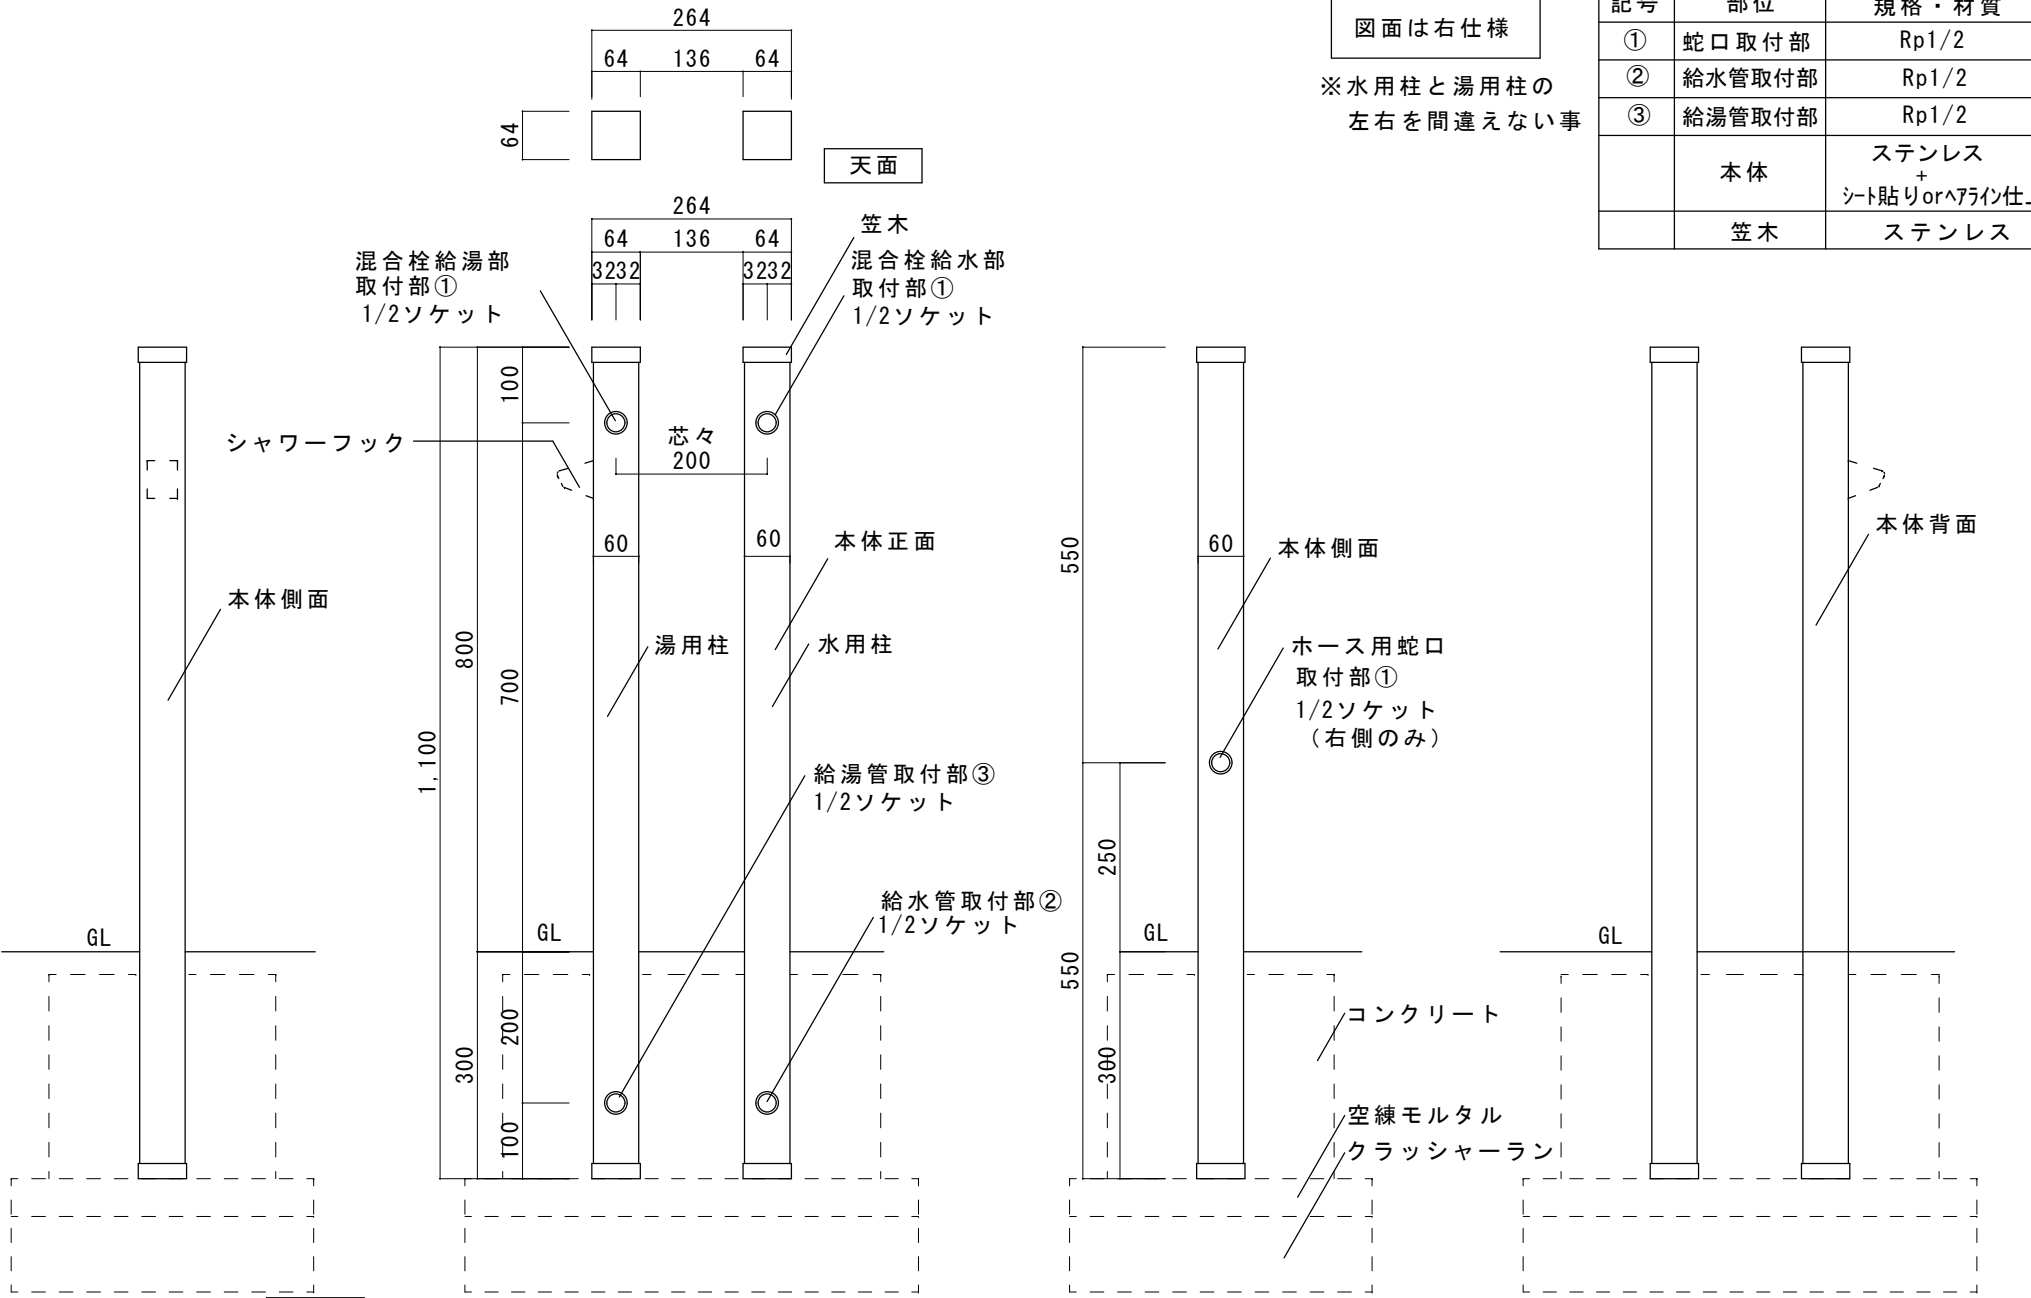 264
64 136 64
64
天面
図面は右仕様
※水用柱と湯用柱の
左右を間違えない事
記号 部位 規格・材質
① 蛇口取付部 Rp1/2
② 給水管取付部 Rp1/2
③ 給湯管取付部 Rp1/2
本体 ステンレス
+
シート貼りorヘアライン仕
笠木 ステンレス
264
64 136 64
3232 3232
笠木
混合栓給湯部
取付部①
1/2ソケット
混合栓給水部
取付部①
1/2ソケット
100
シャワーフック
芯々
200
60 60
本体正面
本体側面
800
700
1,100
湯用柱
水用柱
給湯管取付部③
1/2ソケット
給水管取付部②
1/2ソケット
GL
GL
300
200
100
550
60
本体側面
ホース用蛇口
取付部①
1/2ソケット
（右側のみ）
250
GL
550
300
コンクリート
空練モルタル
クラッシャーラン
本体背面
GL